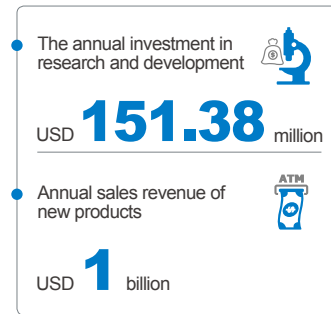 The annual investment in
research and development
USD 151.38 million
Annual sales revenue of
new products
ATM
USD 1 billion